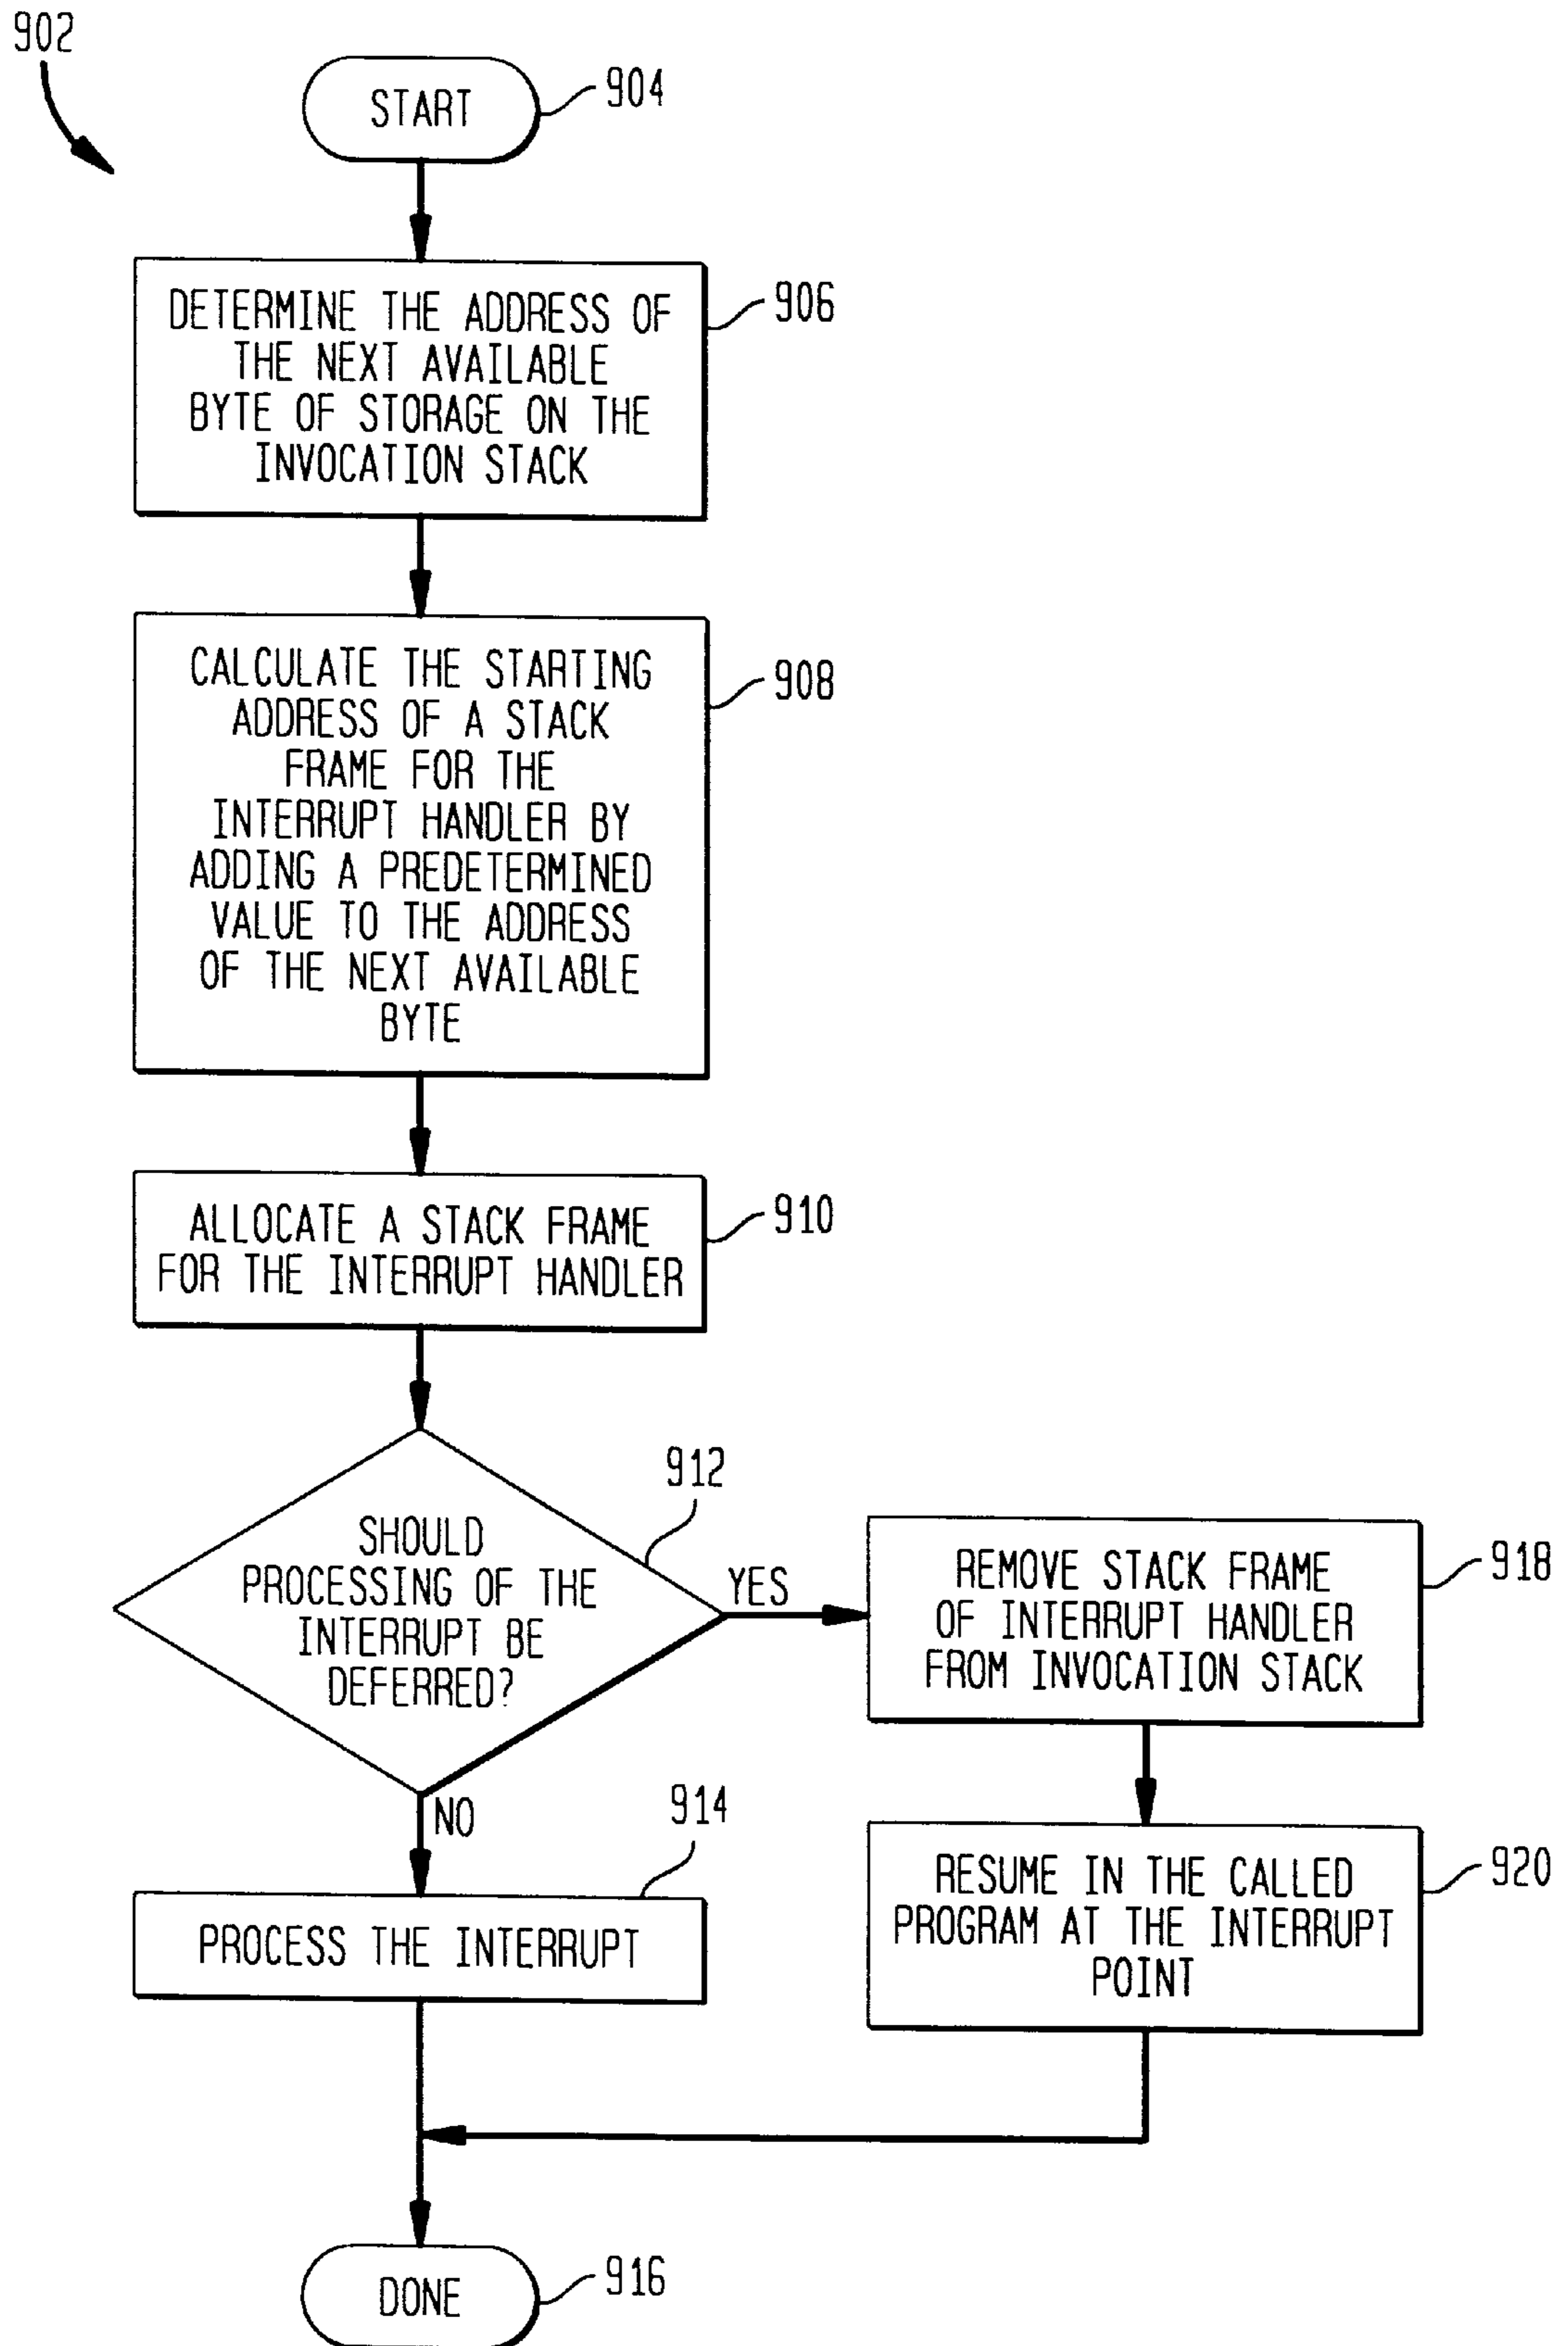 902
START
904
DETERMINE THE ADDRESS OF
THE NEXT AVAILABLE
BYTE OF STORAGE ON THE
INVOCATION STACK
906
CALCULATE THE STARTING
ADDRESS OF A STACK
FRAME FOR THE
INTERRUPT HANDLER BY
ADDING A PREDETERMINED
VALUE TO THE ADDRESS
OF THE NEXT AVAILABLE
BYTE
908
ALLOCATE A STACK FRAME
FOR THE INTERRUPT HANDLER
910
SHOULD
PROCESSING OF THE
INTERRUPT BE
DEFERRED?
912
YES
REMOVE STACK FRAME
OF INTERRUPT HANDLER
FROM INVOCATION STACK
918
NO
PROCESS THE INTERRUPT
914
RESUME IN THE CALLED
PROGRAM AT THE INTERRUPT
POINT
920
DONE
916